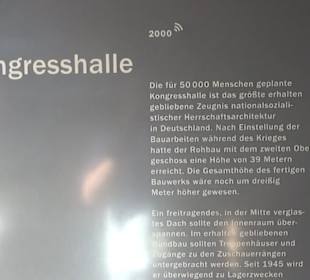 2000
ngresshalle
Die für 50 000 Menschen geplante
Kongresshalle ist das größte erhalten
gebliebene Zeugnis nationalsoziali-
stischer Herrschaftsarchitektur
in Deutschland. Nach Einstellung der
Bauarbeiten während des Krieges
hatte der Rohbau mit dem zweiten Obe
geschoss eine Höhe von 39 Metern
erreicht. Die Gesamthöhe des fertigen
Bauwerks wäre noch um dreißig
Meter höher gewesen.
Ein freitragendes, in der Mitte verglas-
tes Dach sollte den Innenraum über-
spannen. Im erhalten gebliebenen
Rundbau sollten Treppenhäuser und
Zugänge zu den Zuschauerrängen
untergebracht werden. Seit 1945 wird
er überwiegend zu Lagerzwecken